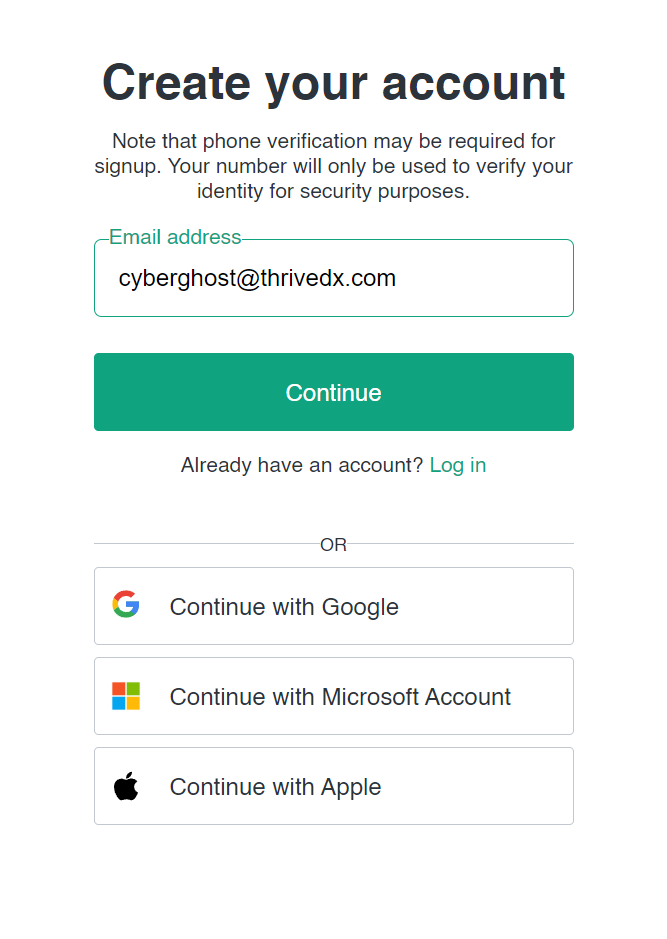 Create your account
Note that phone verification may be required for
signup. Your number will only be used to verify your
identity for security purposes.
Email address
cyberghost@thrivedx.com
Continue
Already have an account? Log in
OR
Continue with Google
Continue with Microsoft Account
Continue with Apple